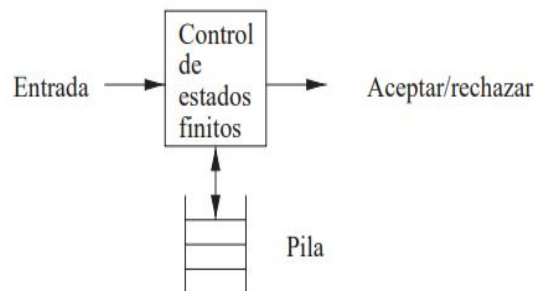 Control
de
estados
finitos
Entrada
Aceptar/rechazar
Pila